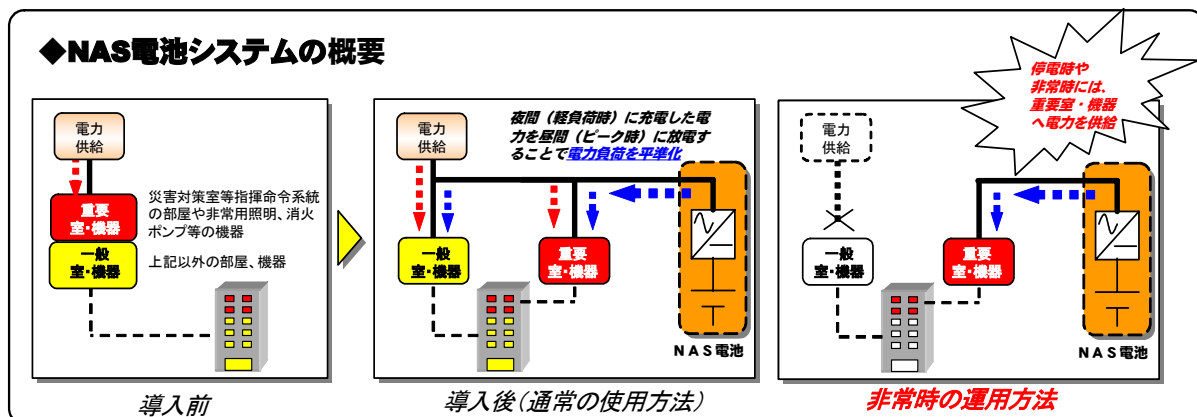 ◆NAS電池システムの概要
電力
供給
重要
室・機器
一般
室・機器
災害対策室等指揮命令系統
の部屋や非常用照明、消火
ポンプ等の機器
上記以外の部屋、機器
導入前
電力
供給
夜間（軽負荷時）に充電した電
力を昼間（ピーク時）に放電す
ることで電力負荷を平準化
一般
室・機器
重要
室・機器
NAS電池
導入後（通常の使用方法）
停電時や
非常時には、
重要室・機器
へ電力を供給
電力
供給
一般
室・機器
重要
室・機器
NAS電池
非常時の運用方法